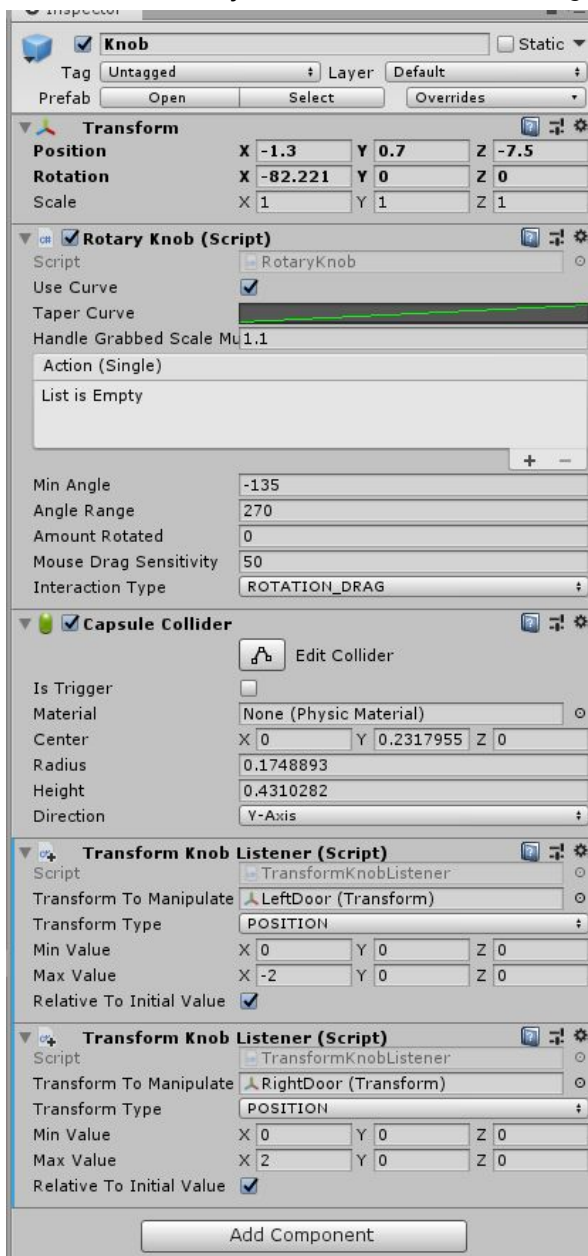 Inspector
Knob Static
Tag Untagged Layer Default
Prefab Open Select Overrides
Transform
Position X -1.3 Y 0.7 Z -7.5
Rotation X -82.221 Y 0 Z 0
Scale X 1 Y 1 Z 1
Rotary Knob (Script)
Script RotaryKnob
Use Curve
Taper Curve
Handle Grabbed Scale Mu 1.1
Action (Single)
List is Empty
+ −
Min Angle -135
Angle Range 270
Amount Rotated 0
Mouse Drag Sensitivity 50
Interaction Type ROTATION_DRAG
Capsule Collider
Edit Collider
Is Trigger
Material None (Physic Material)
Center X 0 Y 0.2317955 Z 0
Radius 0.1748893
Height 0.4310282
Direction Y-Axis
Transform Knob Listener (Script)
Script TransformKnobListener
Transform To Manipulate LeftDoor (Transform)
Transform Type POSITION
Min Value X 0 Y 0 Z 0
Max Value X -2 Y 0 Z 0
Relative To Initial Value
Transform Knob Listener (Script)
Script TransformKnobListener
Transform To Manipulate RightDoor (Transform)
Transform Type POSITION
Min Value X 0 Y 0 Z 0
Max Value X 2 Y 0 Z 0
Relative To Initial Value
Add Component